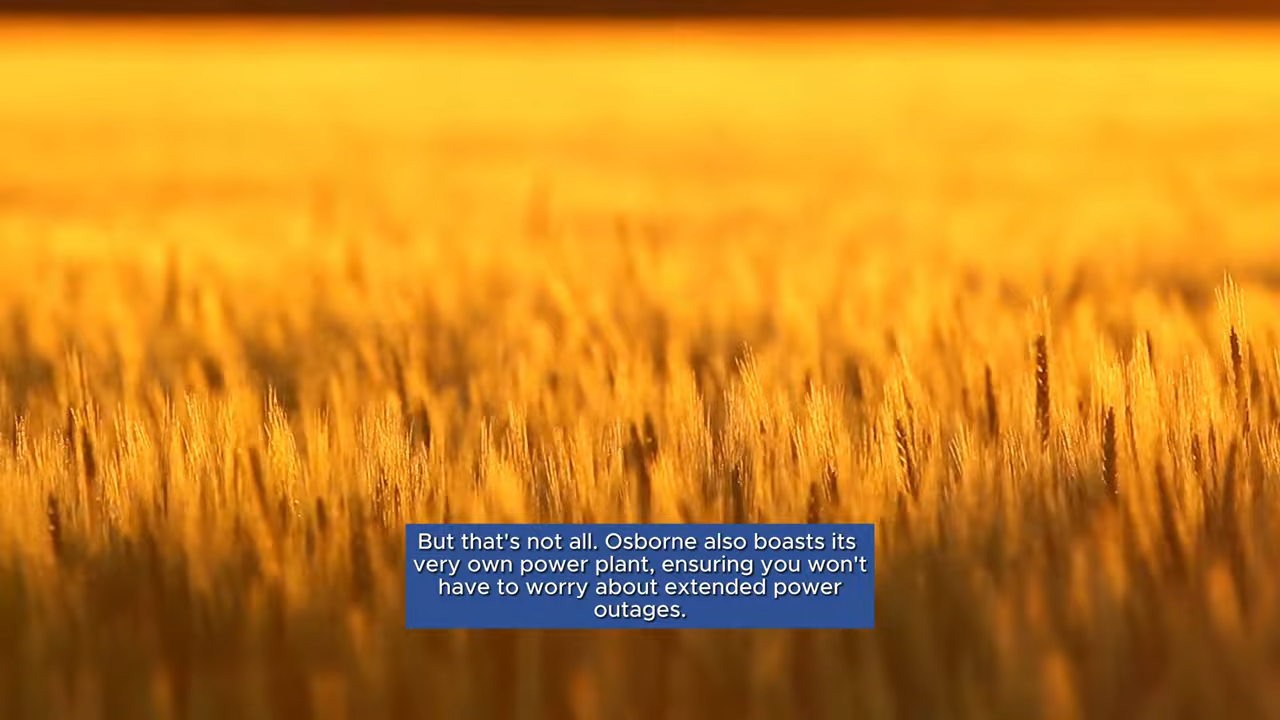 But that's not all. Osborne also boasts its
very own power plant, ensuring you won't
have to worry about extended power
outages.